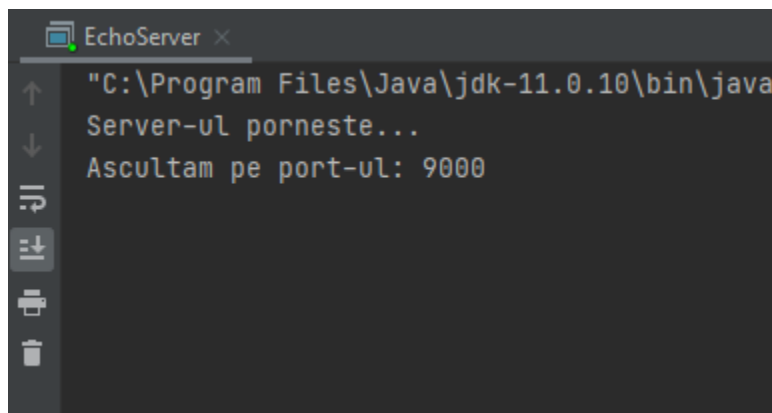 EchoServer
"C:\Program Files\Java\jdk-11.0.10\bin\java
Server-ul porneste...
Ascultam pe port-ul: 9000